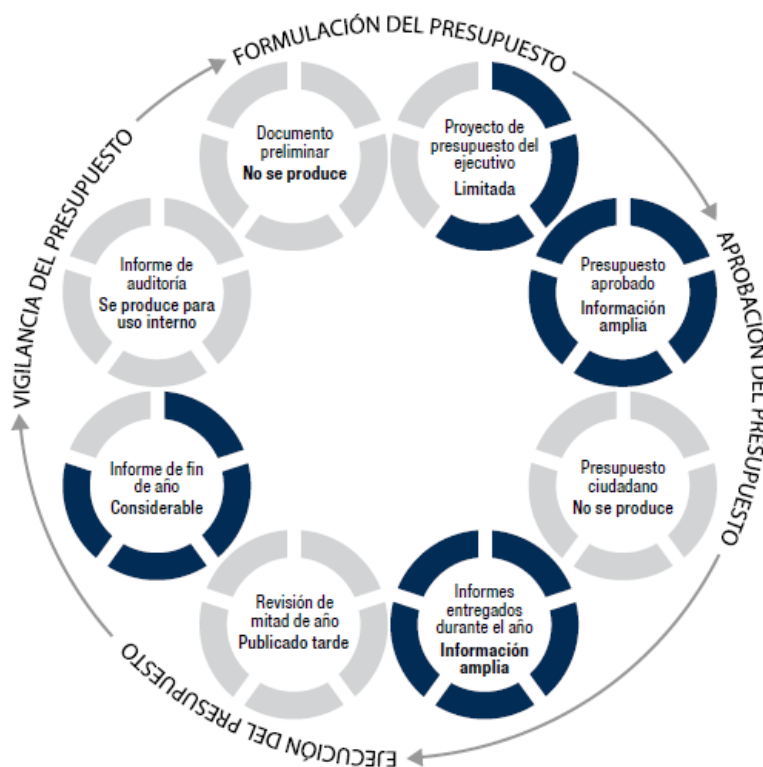 FORMULACIÓN DEL PRESUPUESTO
Documento
preliminar
No se produce
Proyecto de
presupuesto del
ejecutivo
Limitada
APROBACIÓN DEL PRESUPUESTO
Presupuesto
aprobado
Información
amplia
Presupuesto
ciudadano
No se produce
Informes
entregados
durante el año
Información
amplia
EJECUCIÓN DEL PRESUPUESTO
Revisión de
mitad de año
Publicado tarde
Informe de fin
de año
Considerable
VIGILANCIA DEL PRESUPUESTO
Informe de
auditoría
Se produce para
uso interno